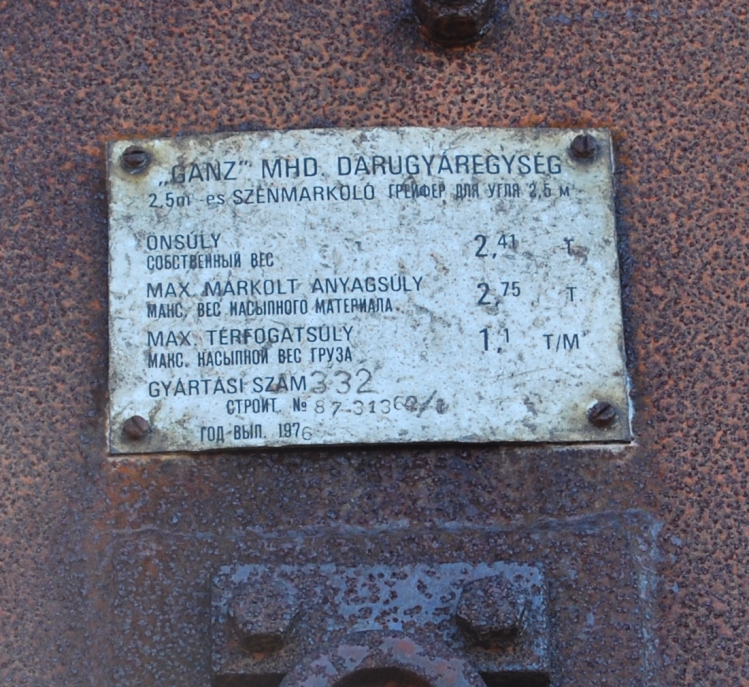 „GANZ” MHD. DARUGYÁREGYSÉG
2,5m³-es SZÉNMARKOLÓ ГРЕЙФЕР ДЛЯ УГЛЯ 2,5 м³
ÖNSÚLY 2,41 T
СОБСТВЕННЫЙ ВЕС
MAX. MARKOLT ANYAGSÚLY 2,75 T
МАКС. ВЕС НАСЫПНОГО МАТЕРИАЛА
MAX. TÉRFOGATSÚLY 1,1 T/M³
МАКС. НАСЫПНОЙ ВЕС ГРУЗА
GYÁRTÁSI SZÁM 332
СТРОИТ. № 87-313
ГОД ВЫП. 1976